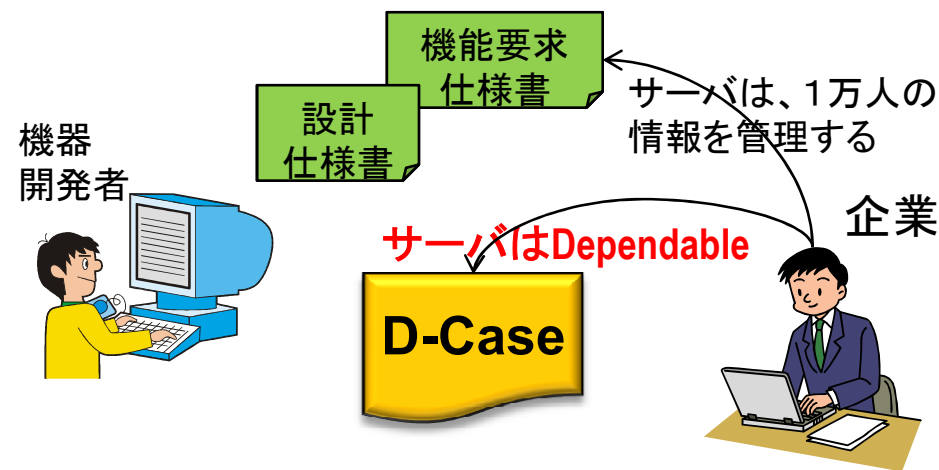 機能要求
仕様書
設計
仕様書
サーバは、1万人の
情報を管理する
機器
開発者
企業
サーバはDependable
D-Case